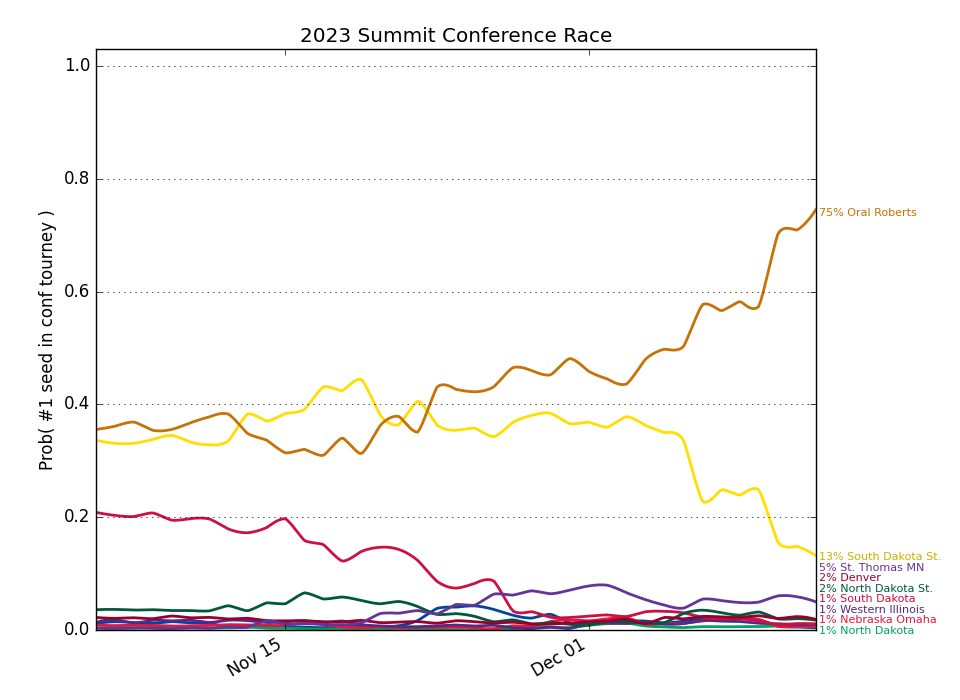 2023 Summit Conference Race
Prob( #1 seed in conf tourney )
1.0
0.8
0.6
0.4
0.2
0.0
Nov 15
Dec 01
75% Oral Roberts
13% South Dakota St.
5% St. Thomas MN
2% Denver
2% North Dakota St.
1% South Dakota
1% Western Illinois
1% Nebraska Omaha
1% North Dakota